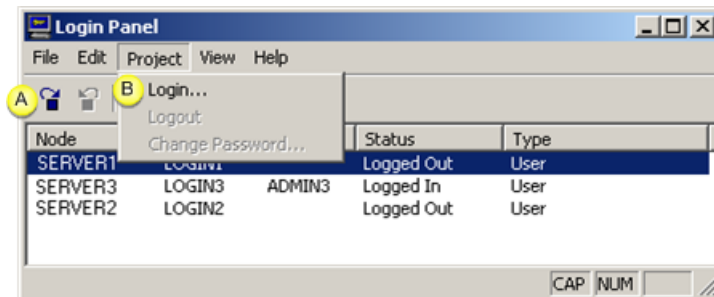 Login Panel
File Edit Project View Help
A
B Login...
Logout
Change Password...
Node Status Type
SERVER1 LOGIN1 Logged Out User
SERVER3 LOGIN3 ADMIN3 Logged In User
SERVER2 LOGIN2 Logged Out User
CAP NUM